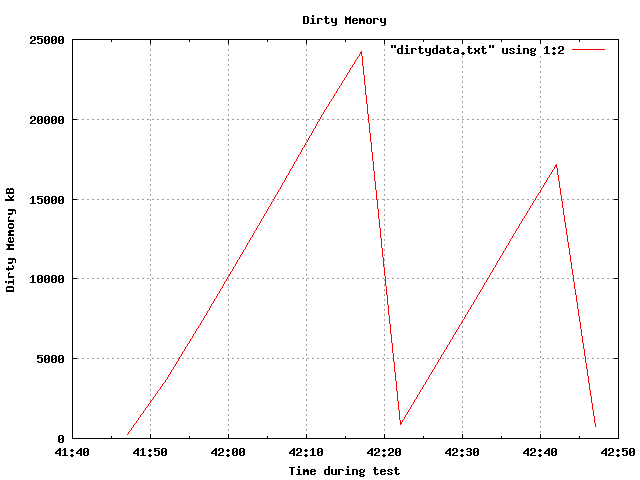 Dirty Memory
"dirtydata.txt" using 1:2
25000
20000
15000
10000
5000
0
Dirty Memory kB
41:40 41:50 42:00 42:10 42:20 42:30 42:40 42:50
Time during test